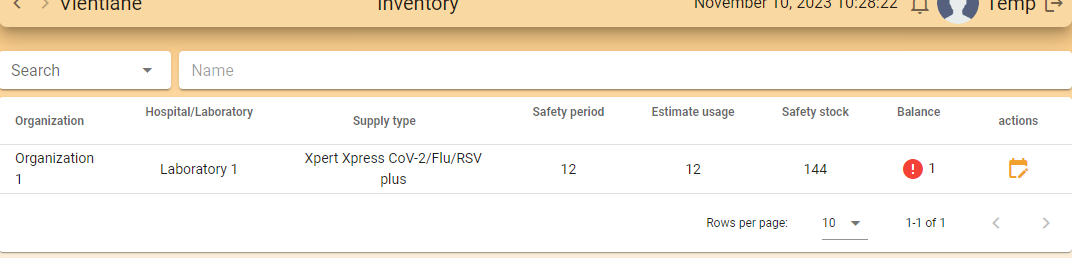 Vientiane Inventory November 10, 2023 10:28:22 Temp
Search Name
Organization Hospital/Laboratory Supply type Safety period Estimate usage Safety stock Balance actions
Organization 1 Laboratory 1 Xpert Xpress CoV-2/Flu/RSV plus 12 12 144 1
Rows per page: 10 1-1 of 1